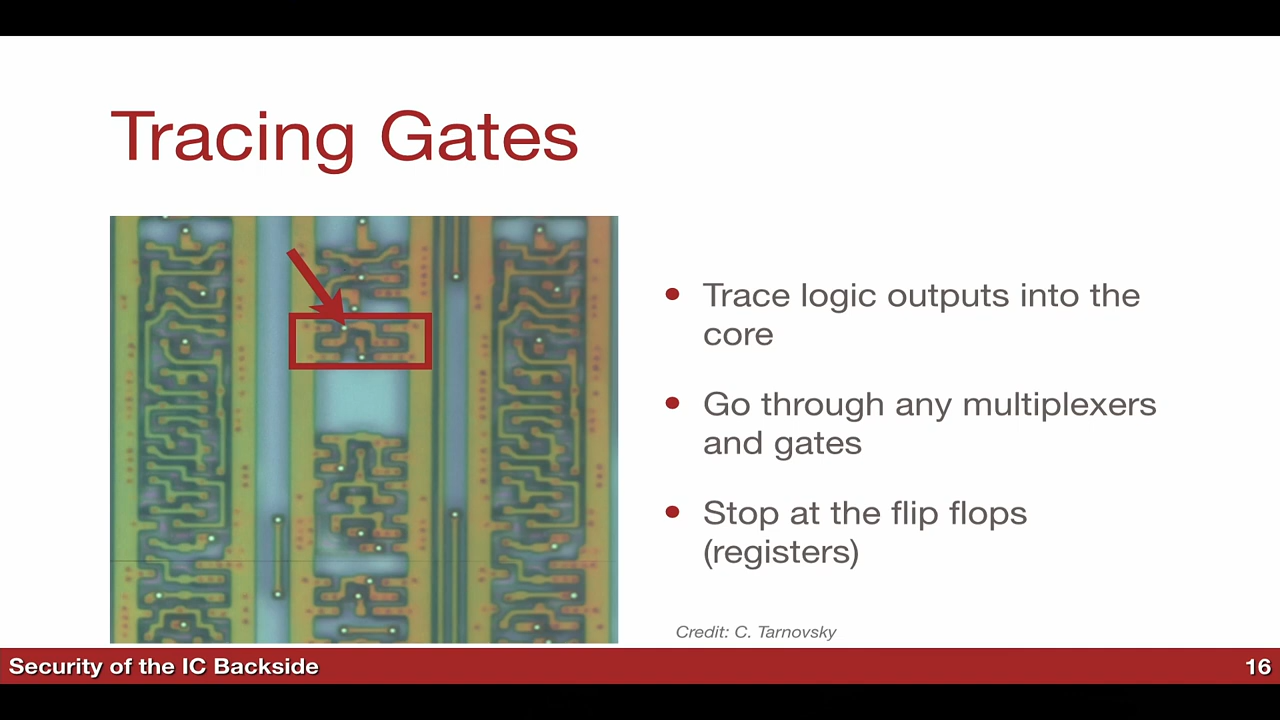 Tracing Gates
• Trace logic outputs into the
core
• Go through any multiplexers
and gates
• Stop at the flip flops
(registers)
Credit: C. Tarnovsky
Security of the IC Backside
16